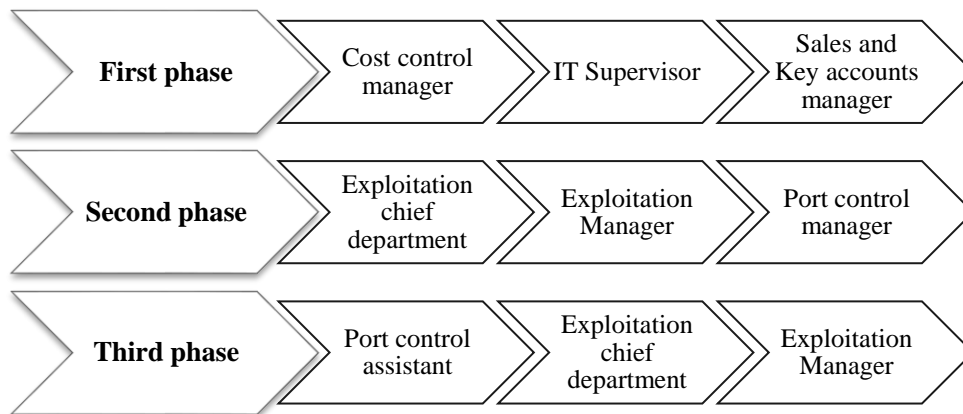 First phase
Cost control
manager
IT Supervisor
Sales and
Key accounts
manager
Second phase
Exploitation
chief
department
Exploitation
Manager
Port control
manager
Third phase
Port control
assistant
Exploitation
chief
department
Exploitation
Manager